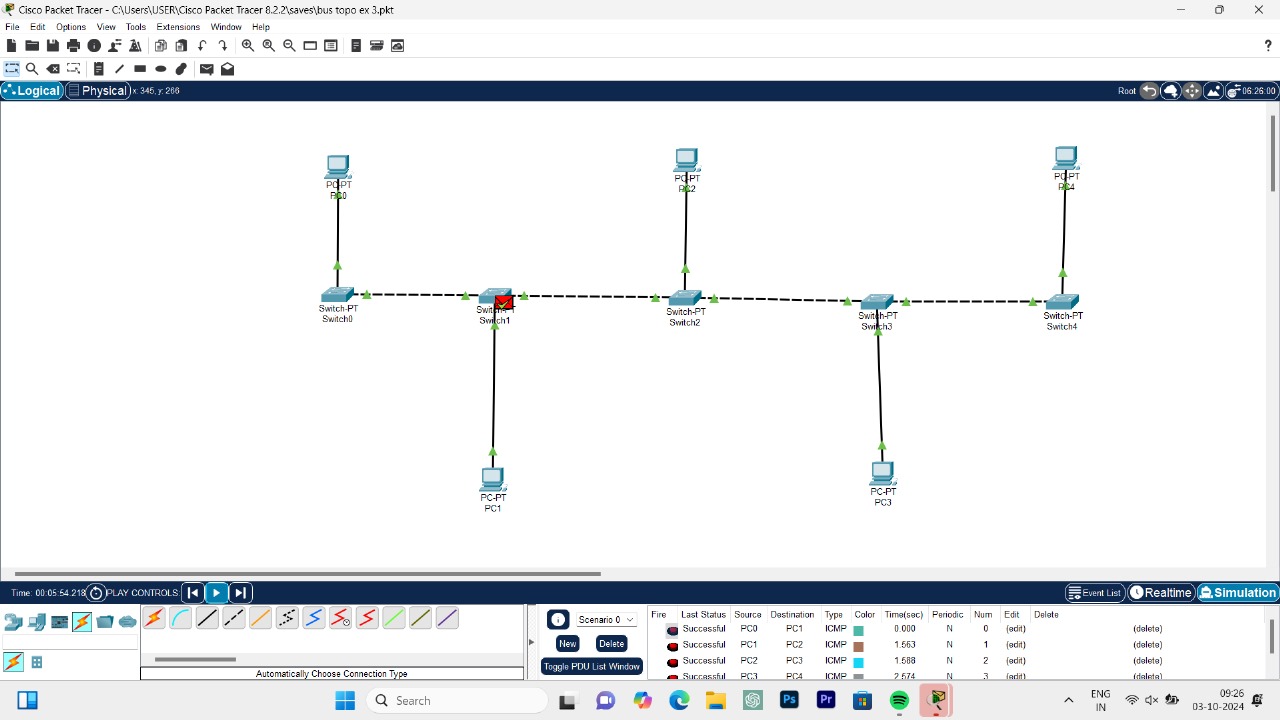 Cisco Packet Tracer - C:\Users\USER\Cisco Packet Tracer 8.2.2\saves\bus topo ex 3.pkt
File Edit Options View Tools Extensions Window Help
?
Logical Physical x: 345, y: 266 Root 06:26:00
PC-PT
PC0
PC-PT
PC2
PC-PT
PC4
Switch-PT
Switch0
Switch-PT
Switch1
Switch-PT
Switch2
Switch-PT
Switch3
Switch-PT
Switch4
PC-PT
PC1
PC-PT
PC3
Time: 00:05:54.218 PLAY CONTROLS: Event List Realtime Simulation
Automatically Choose Connection Type
Scenario 0
New Delete
Toggle PDU List Window
Fire Last Status Source Destination Type Color Time(sec) Periodic Num Edit Delete
Successful PC0 PC1 ICMP 0.000 N 0 (edit) (delete)
Successful PC1 PC2 ICMP 1.563 N 1 (edit) (delete)
Successful PC2 PC3 ICMP 1.586 N 2 (edit) (delete)
Successful PC3 PC4 ICMP 2.574 N 3 (edit) (delete)
Search
Ps
Pr
ENG
IN
09:26
03-10-2024